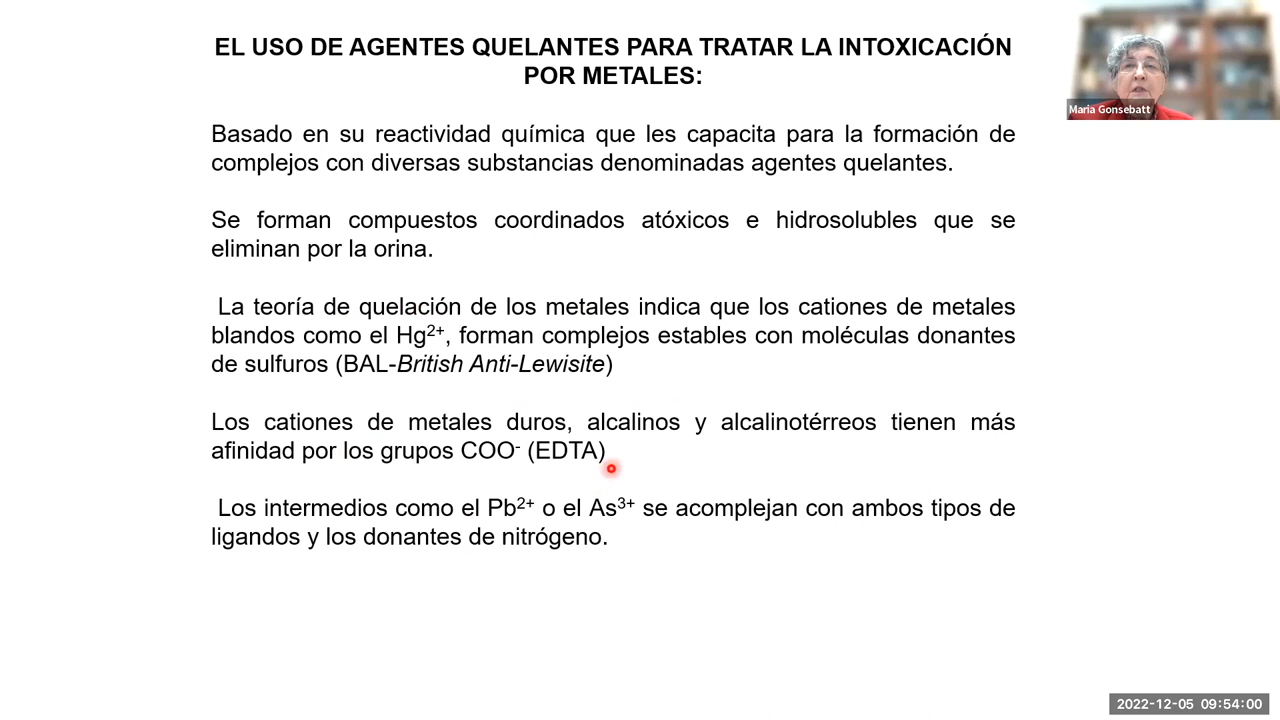 EL USO DE AGENTES QUELANTES PARA TRATAR LA INTOXICACIÓN
POR METALES:
Basado en su reactividad química que les capacita para la formación de
complejos con diversas substancias denominadas agentes quelantes.
Se forman compuestos coordinados atóxicos e hidrosolubles que se
eliminan por la orina.
La teoría de quelación de los metales indica que los cationes de metales
blandos como el Hg²⁺, forman complejos estables con moléculas donantes
de sulfuros (BAL-British Anti-Lewisite)
Los cationes de metales duros, alcalinos y alcalinotérreos tienen más
afinidad por los grupos COO⁻ (EDTA)
Los intermedios como el Pb²⁺ o el As³⁺ se acomplejan con ambos tipos de
ligandos y los donantes de nitrógeno.
Maria Gonsebatt
2022-12-05 09:54:00